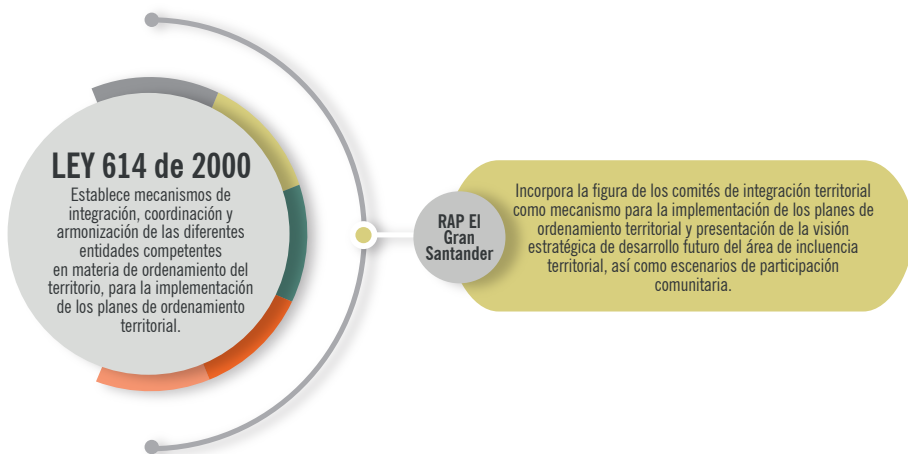 LEY 614 de 2000
Establece mecanismos de
integración, coordinación y
armonización de las diferentes
entidades competentes
en materia de ordenamiento del
territorio, para la implementación
de los planes de ordenamiento
territorial.
RAP El
Gran
Santander
Incorpora la figura de los comités de integración territorial
como mecanismo para la implementación de los planes de
ordenamiento territorial y presentación de la visión
estratégica de desarrollo futuro del área de incluencia
territorial, así como escenarios de participación
comunitaria.